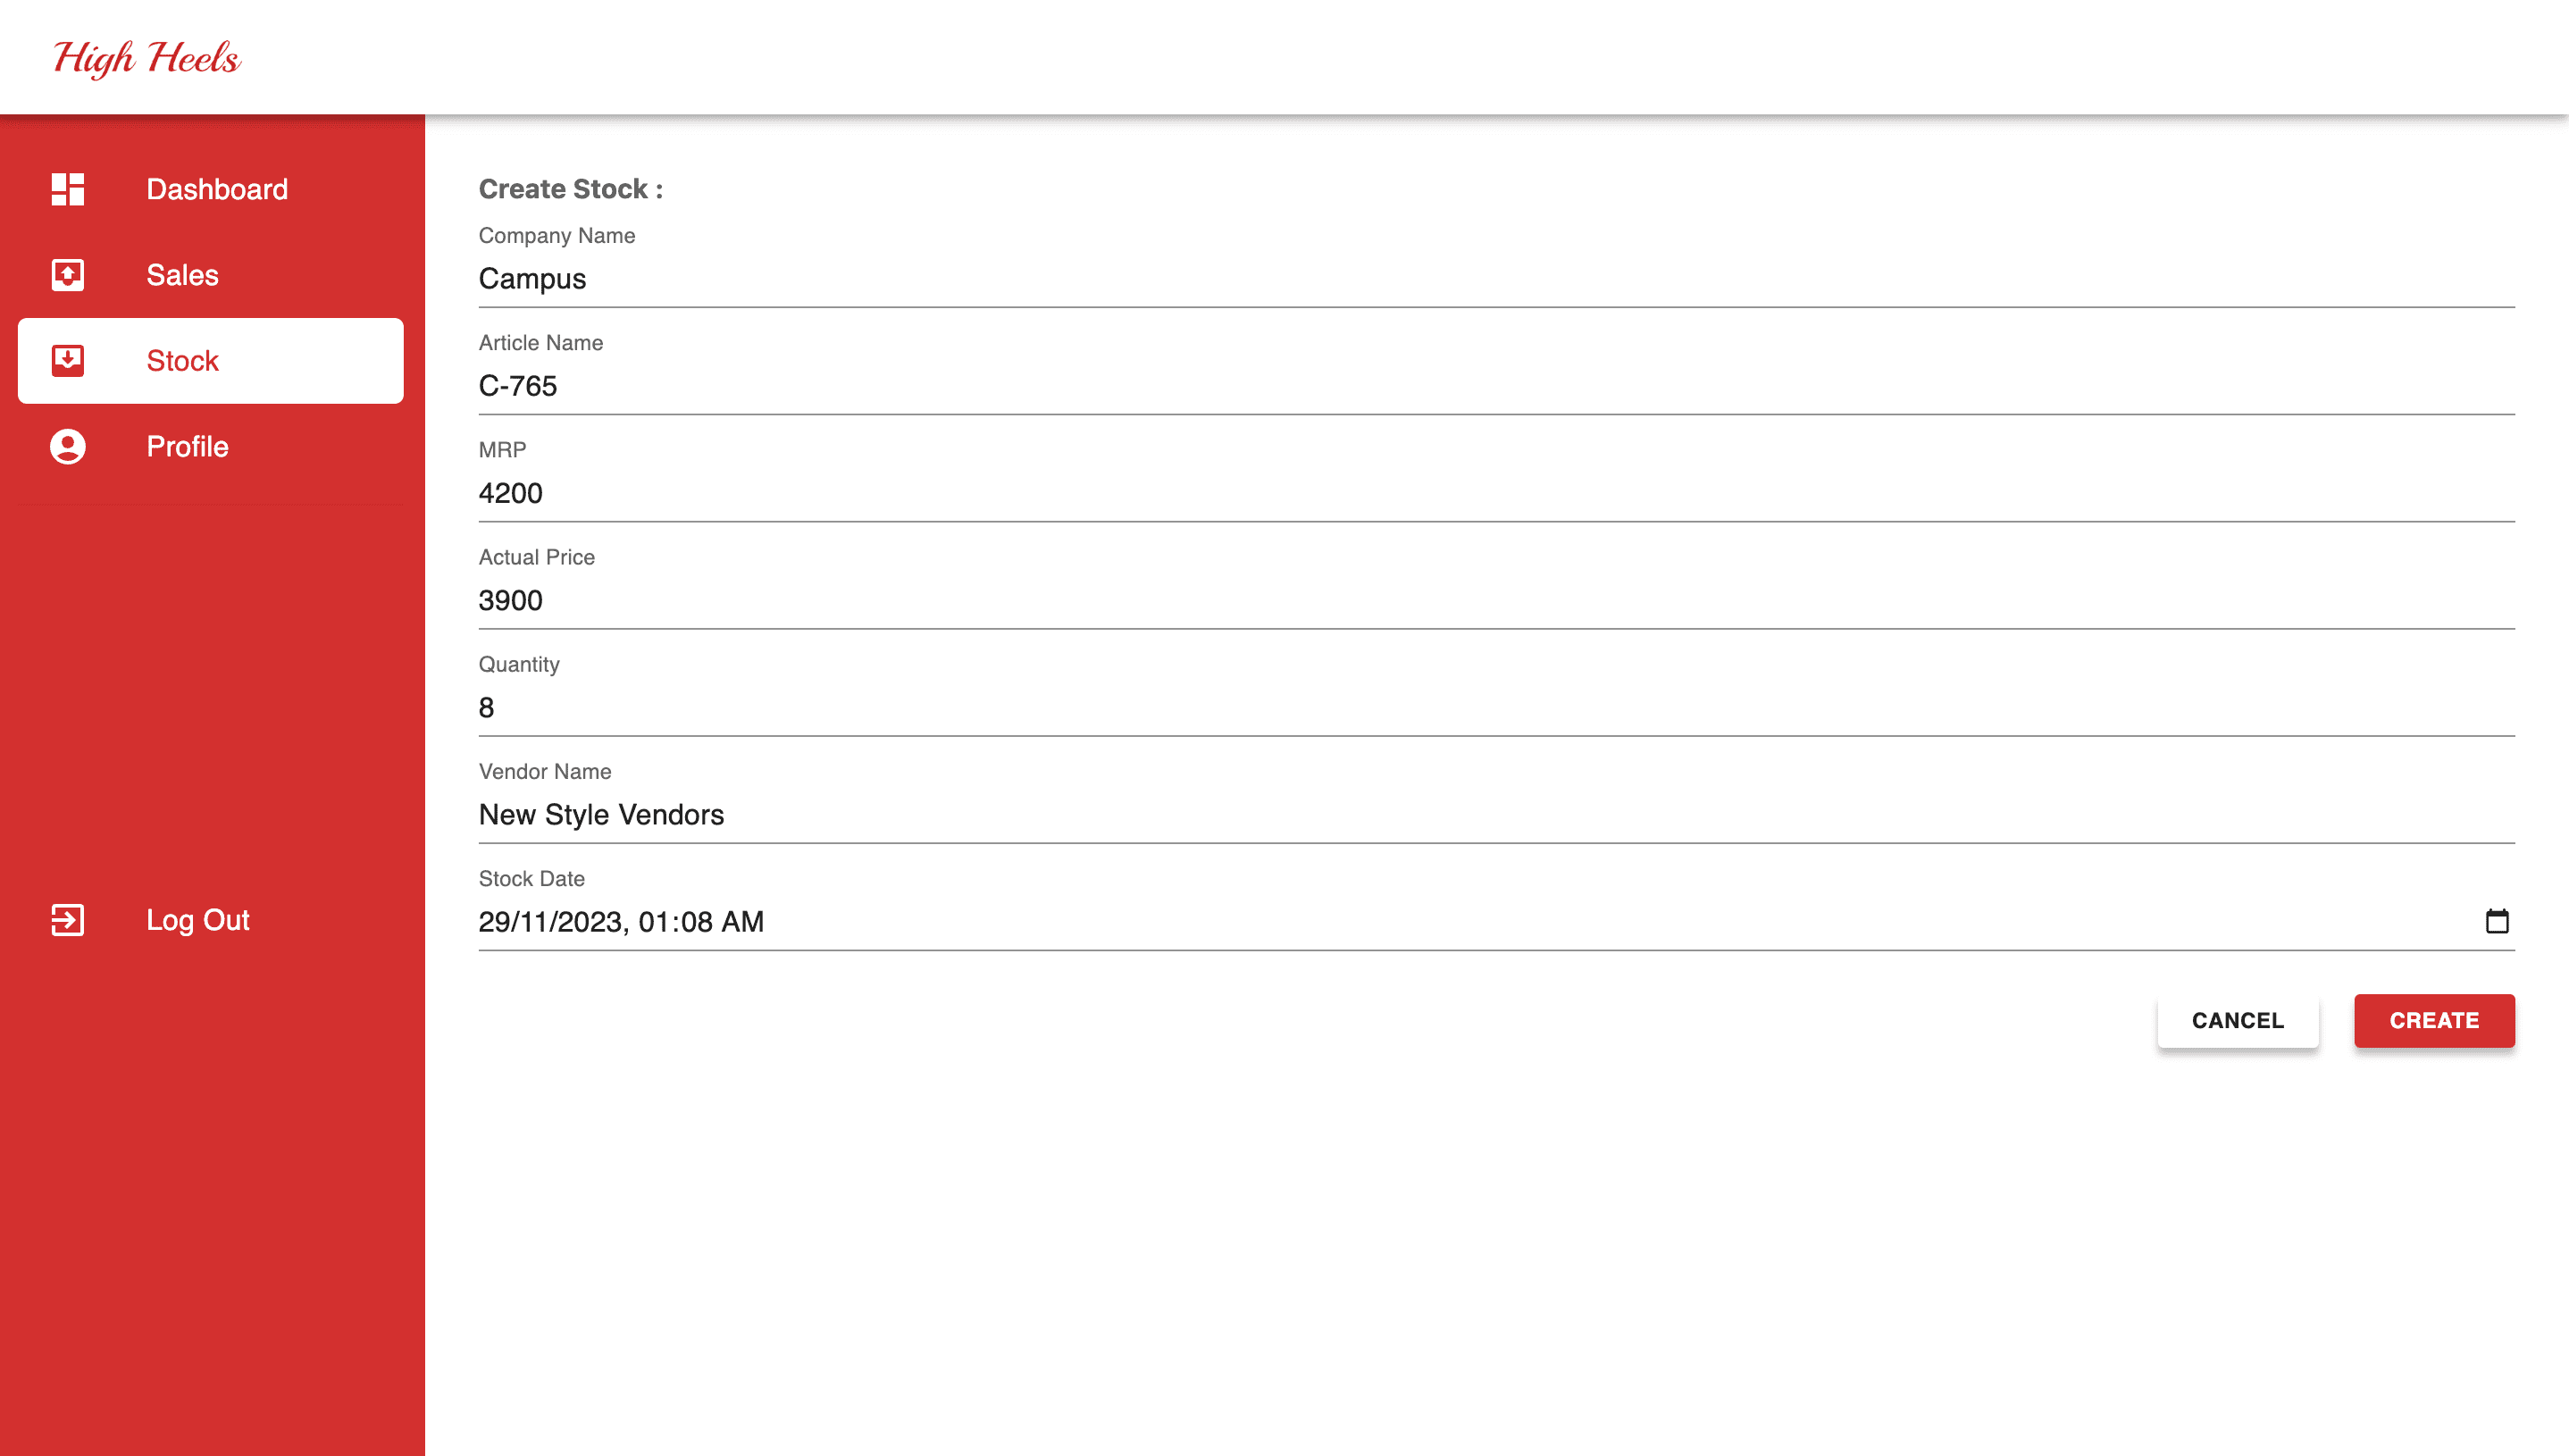 High Heels
Dashboard
Sales
Stock
Profile
Log Out
Create Stock :
Company Name
Campus
Article Name
C-765
MRP
4200
Actual Price
3900
Quantity
8
Vendor Name
New Style Vendors
Stock Date
29/11/2023, 01:08 AM
CANCEL CREATE